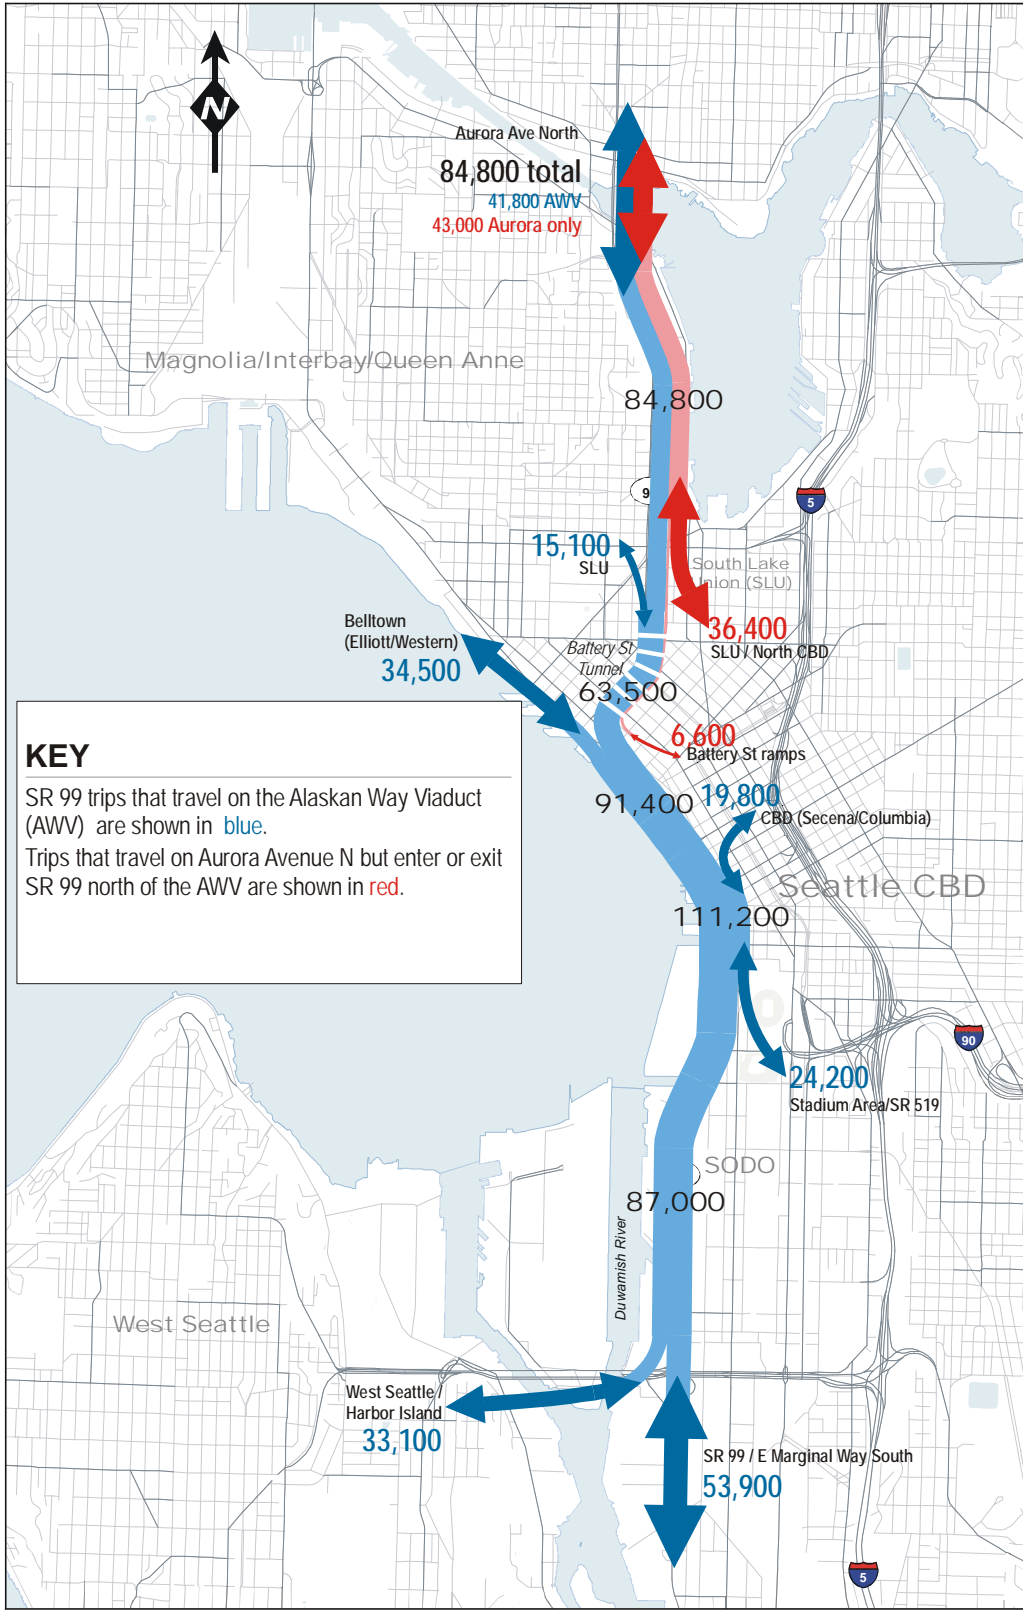 N
Aurora Ave North
84,800 total
41,800 AWV
43,000 Aurora only
Magnolia/Interbay/Queen Anne
84,800
9
5
15,100
SLU
South Lake
Union (SLU)
36,400
SLU / North CBD
Belltown
(Elliott/Western)
34,500
Battery St
Tunnel
63,500
6,600
Battery St ramps
KEY
SR 99 trips that travel on the Alaskan Way Viaduct
(AWV) are shown in blue.
Trips that travel on Aurora Avenue N but enter or exit
SR 99 north of the AWV are shown in red.
91,400
19,800
CBD (Secena/Columbia)
Seattle CBD
111,200
90
24,200
Stadium Area/SR 519
SODO
87,000
Duwamish River
West Seattle
West Seattle /
Harbor Island
33,100
SR 99 / E Marginal Way South
53,900
5